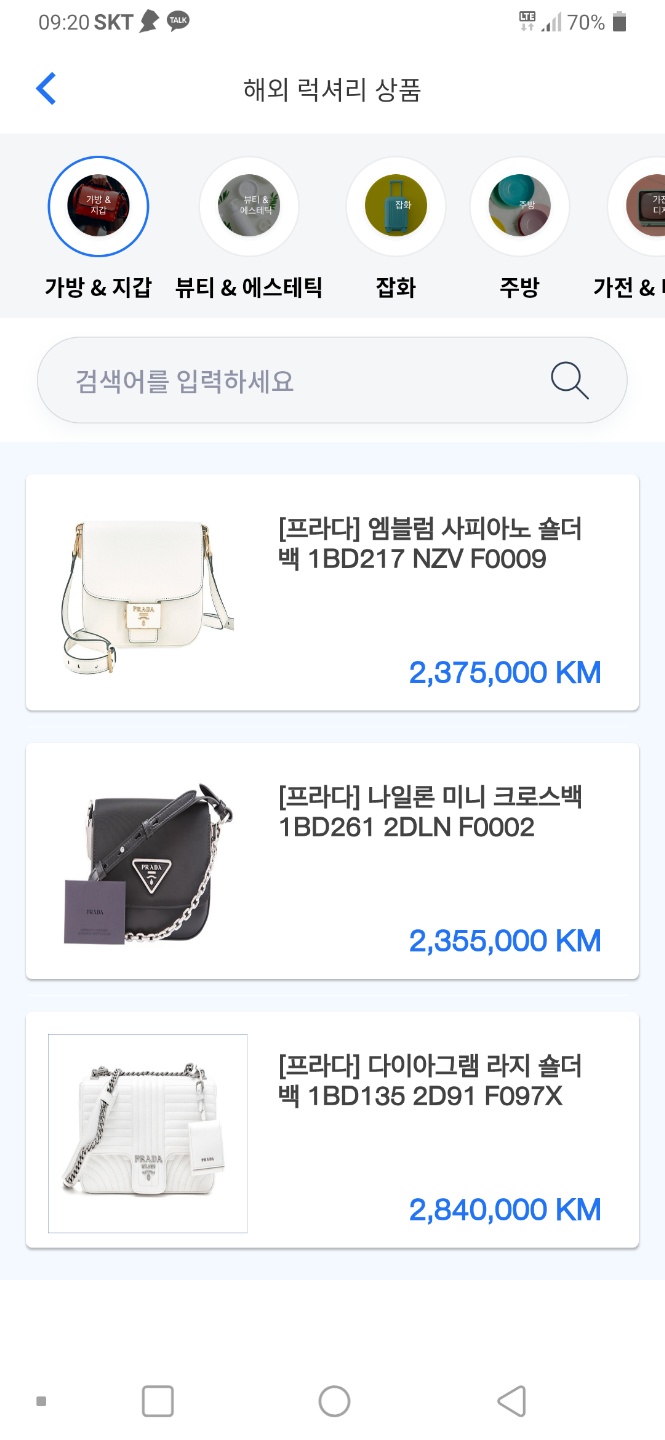 09:20 SKT TALK LTE 70%
해외 럭셔리 상품
가방 &
지갑
뷰티 &
에스테틱
잡화
주방
가방 & 지갑
뷰티 & 에스테틱
잡화
주방
가전 &
검색어를 입력하세요
[프라다] 엠블럼 사피아노 숄더
백 1BD217 NZV F0009
PRADA
2,375,000 KM
[프라다] 나일론 미니 크로스백
1BD261 2DLN F0002
PRADA
PRADA
2,355,000 KM
[프라다] 다이아그램 라지 숄더
백 1BD135 2D91 F097X
PRADA
MILANO
PRADA
2,840,000 KM